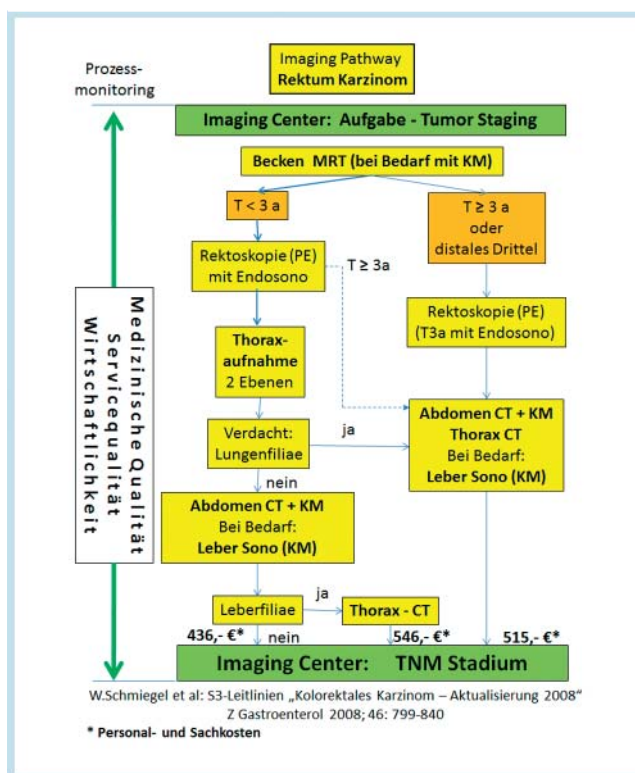 Prozess-
monitoring
Imaging Pathway
Rektum Karzinom
Imaging Center: Aufgabe - Tumor Staging
Becken MRT (bei Bedarf mit KM)
T < 3 a
T ≥ 3 a
oder
distales Drittel
Rektoskopie (PE)
mit Endosono
T ≥ 3a
Rektoskopie (PE)
(T3a mit Endosono)
Thorax-
aufnahme
2 Ebenen
Verdacht:
Lungenfiliae
ja
nein
Abdomen CT + KM
Thorax CT
Bei Bedarf:
Leber Sono (KM)
Abdomen CT + KM
Bei Bedarf:
Leber Sono (KM)
Leberfiliae
ja
Thorax - CT
436,- €*
nein
546,- €*
515,- €*
Imaging Center: TNM Stadium
Medizinische Qualität
Servicequalität
Wirtschaftlichkeit
W.Schmiegel et al: S3-Leitlinien „Kolorektales Karzinom – Aktualisierung 2008“
Z Gastroenterol 2008; 46: 799-840
* Personal- und Sachkosten